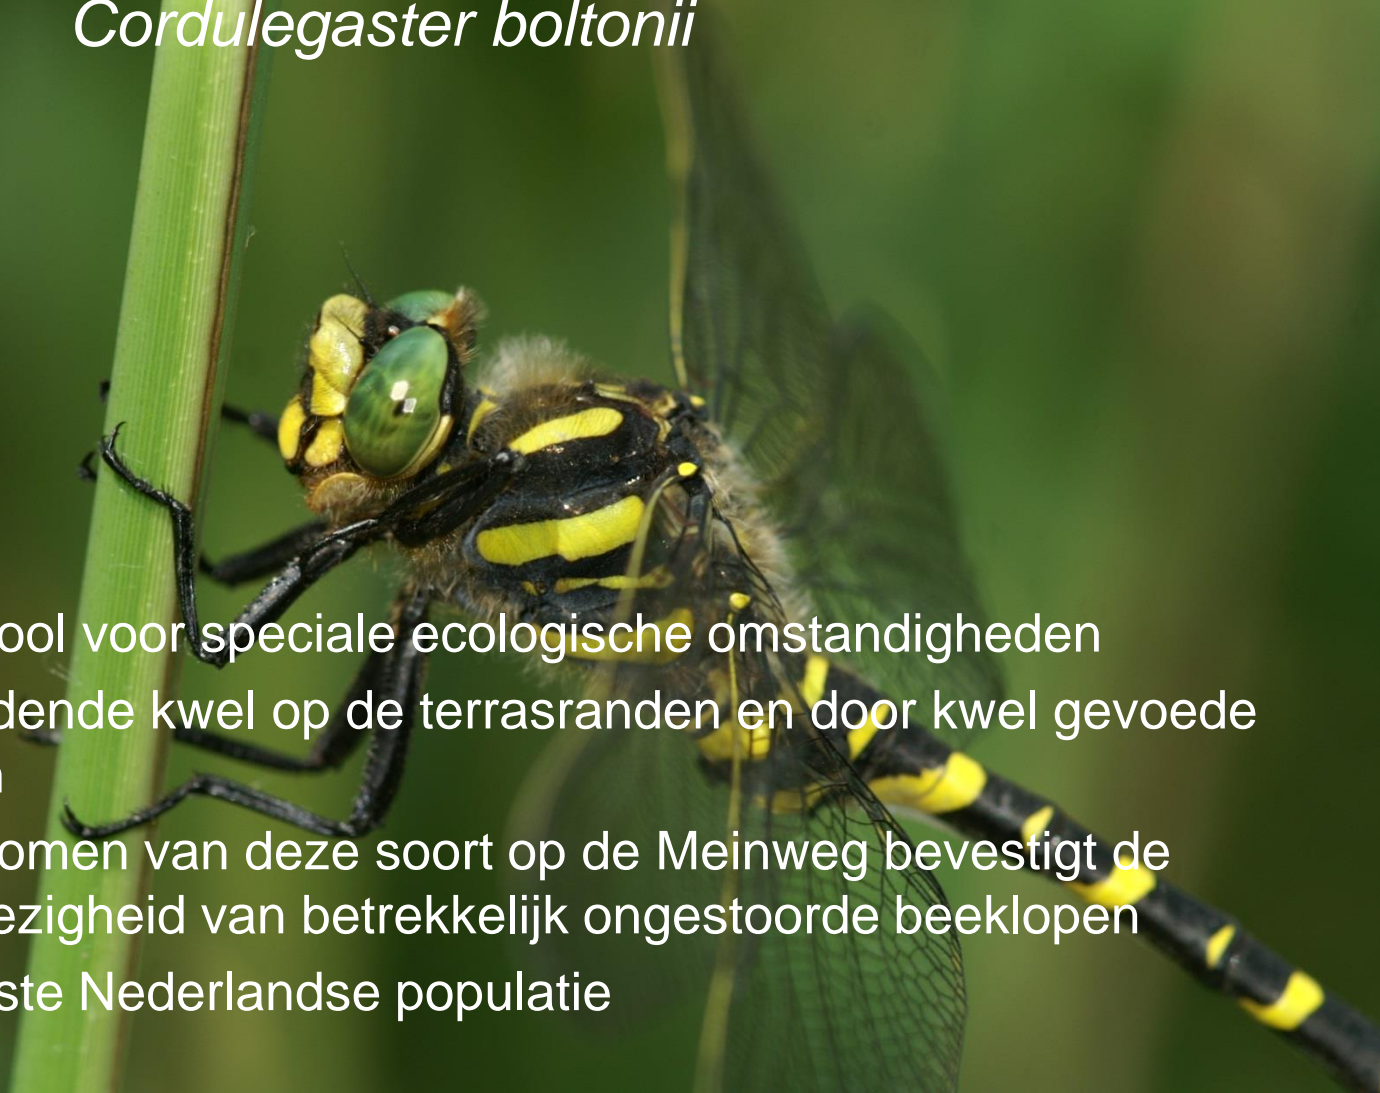 Cordulegaster boltonii
ool voor speciale ecologische omstandigheden
dende kwel op de terrasranden en door kwel gevoede
n
omen van deze soort op de Meinweg bevestigt de
ezigheid van betrekkelijk ongestoorde beeklopen
ste Nederlandse populatie